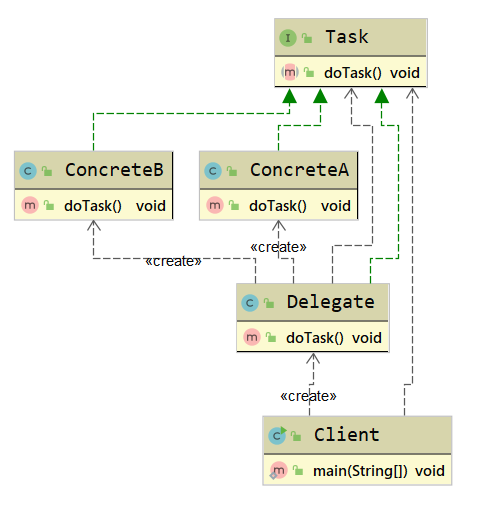 Task
doTask() void
ConcreteB
doTask() void
ConcreteA
doTask() void
«create»
«create»
Delegate
doTask() void
«create»
Client
main(String[]) void